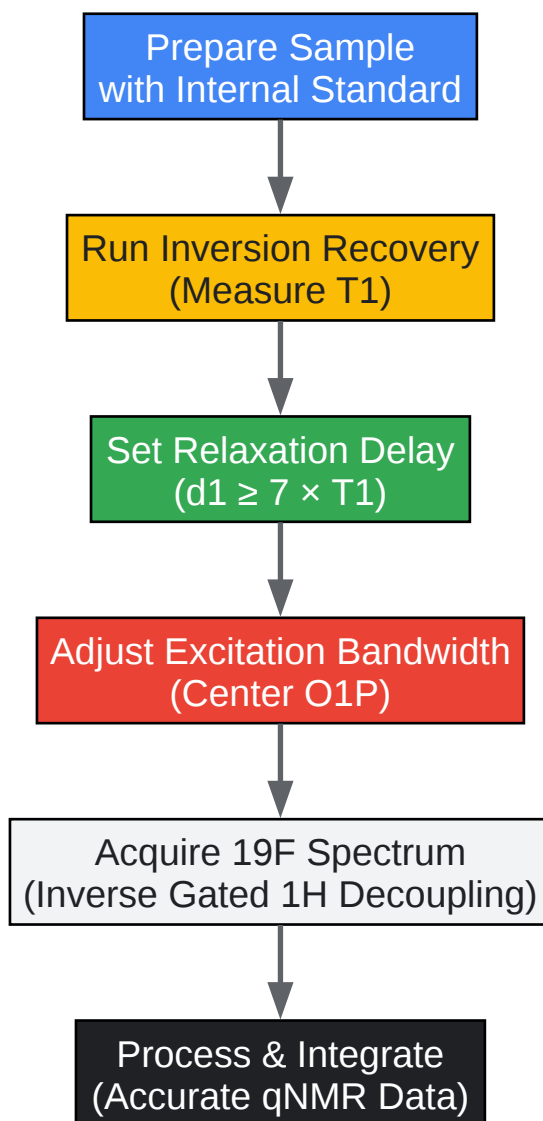 Prepare Sample
with Internal Standard
Run Inversion Recovery
(Measure T1)
Set Relaxation Delay
(d1 ≥ 7 × T1)
Adjust Excitation Bandwidth
(Center O1P)
Acquire 19F Spectrum
(Inverse Gated 1H Decoupling)
Process & Integrate
(Accurate qNMR Data)